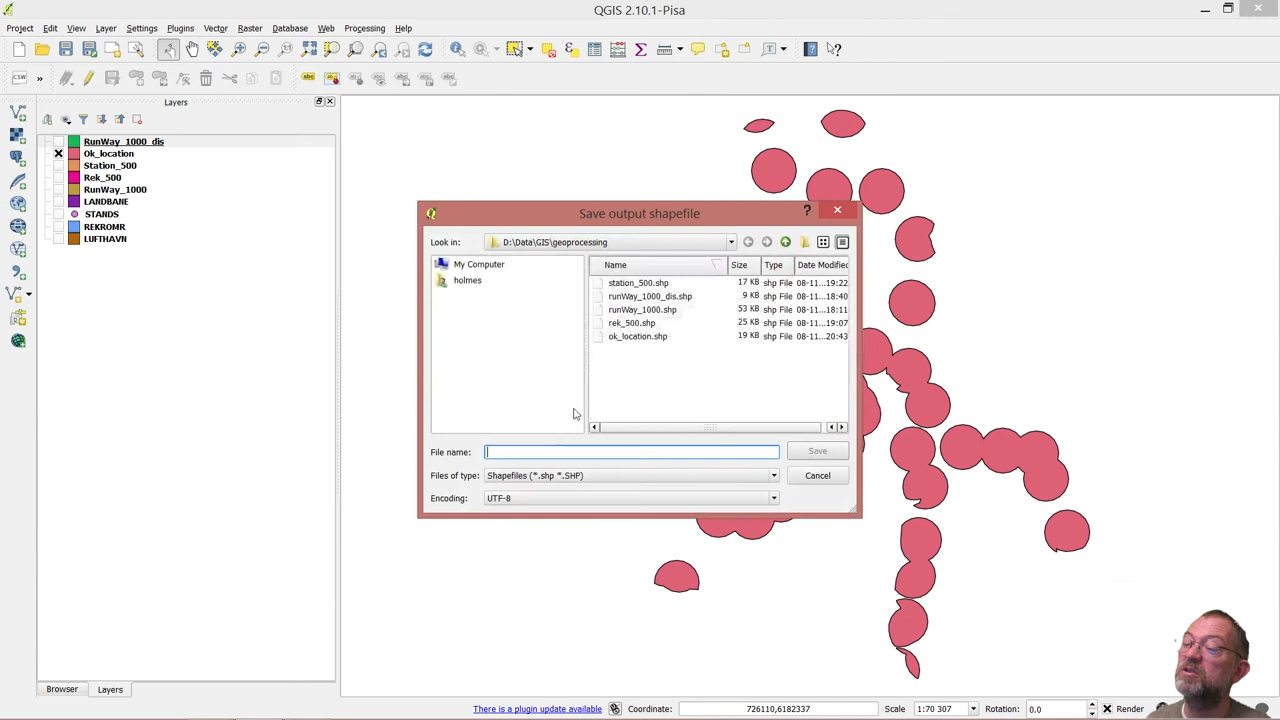 QGIS 2.10.1-Pisa
Project Edit View Layer Settings Plugins Vector Raster Database Web Processing Help
CSW »
Layers
RunWay_1000_dis
Ok_location
Station_500
Rek_500
RunWay_1000
LANDBANE
STANDS
REKROMR
LUFTHAVN
Save output shapefile
Look in: D:\Data\GIS\geoprocessing
My Computer
holmes
Name Size Type Date Modified
station_500.shp 17 KB shp File 08-11...19:22
runWay_1000_dis.shp 9 KB shp File 08-11...18:40
runWay_1000.shp 53 KB shp File 08-11...18:11
rek_500.shp 25 KB shp File 08-11...19:07
ok_location.shp 19 KB shp File 08-11...20:43
File name: Save
Files of type: Shapefiles (*.shp *.SHP) Cancel
Encoding: UTF-8
Browser Layers
There is a plugin update available Coordinate: 726110,6182337 Scale 1:70 307 Rotation: 0.0 Render